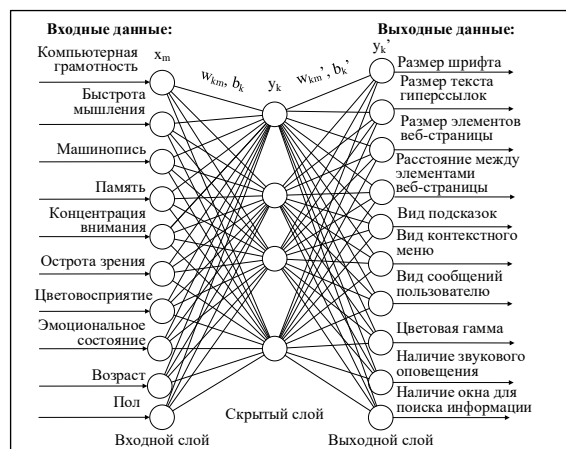 Входные данные:
Выходные данные:
x_m
w_km, b_k
y_k
w_km', b_k'
y_k'
Компьютерная
грамотность
Быстрота
мышления
Машинопись
Память
Концентрация
внимания
Острота зрения
Цветовосприятие
Эмоциональное
состояние
Возраст
Пол
Входной слой
Скрытый слой
Выходной слой
Размер шрифта
Размер текста
гиперссылок
Размер элементов
веб-страницы
Расстояние между
элементами
веб-страницы
Вид подсказок
Вид контекстного
меню
Вид сообщений
пользователю
Цветовая гамма
Наличие звукового
оповещения
Наличие окна для
поиска информации